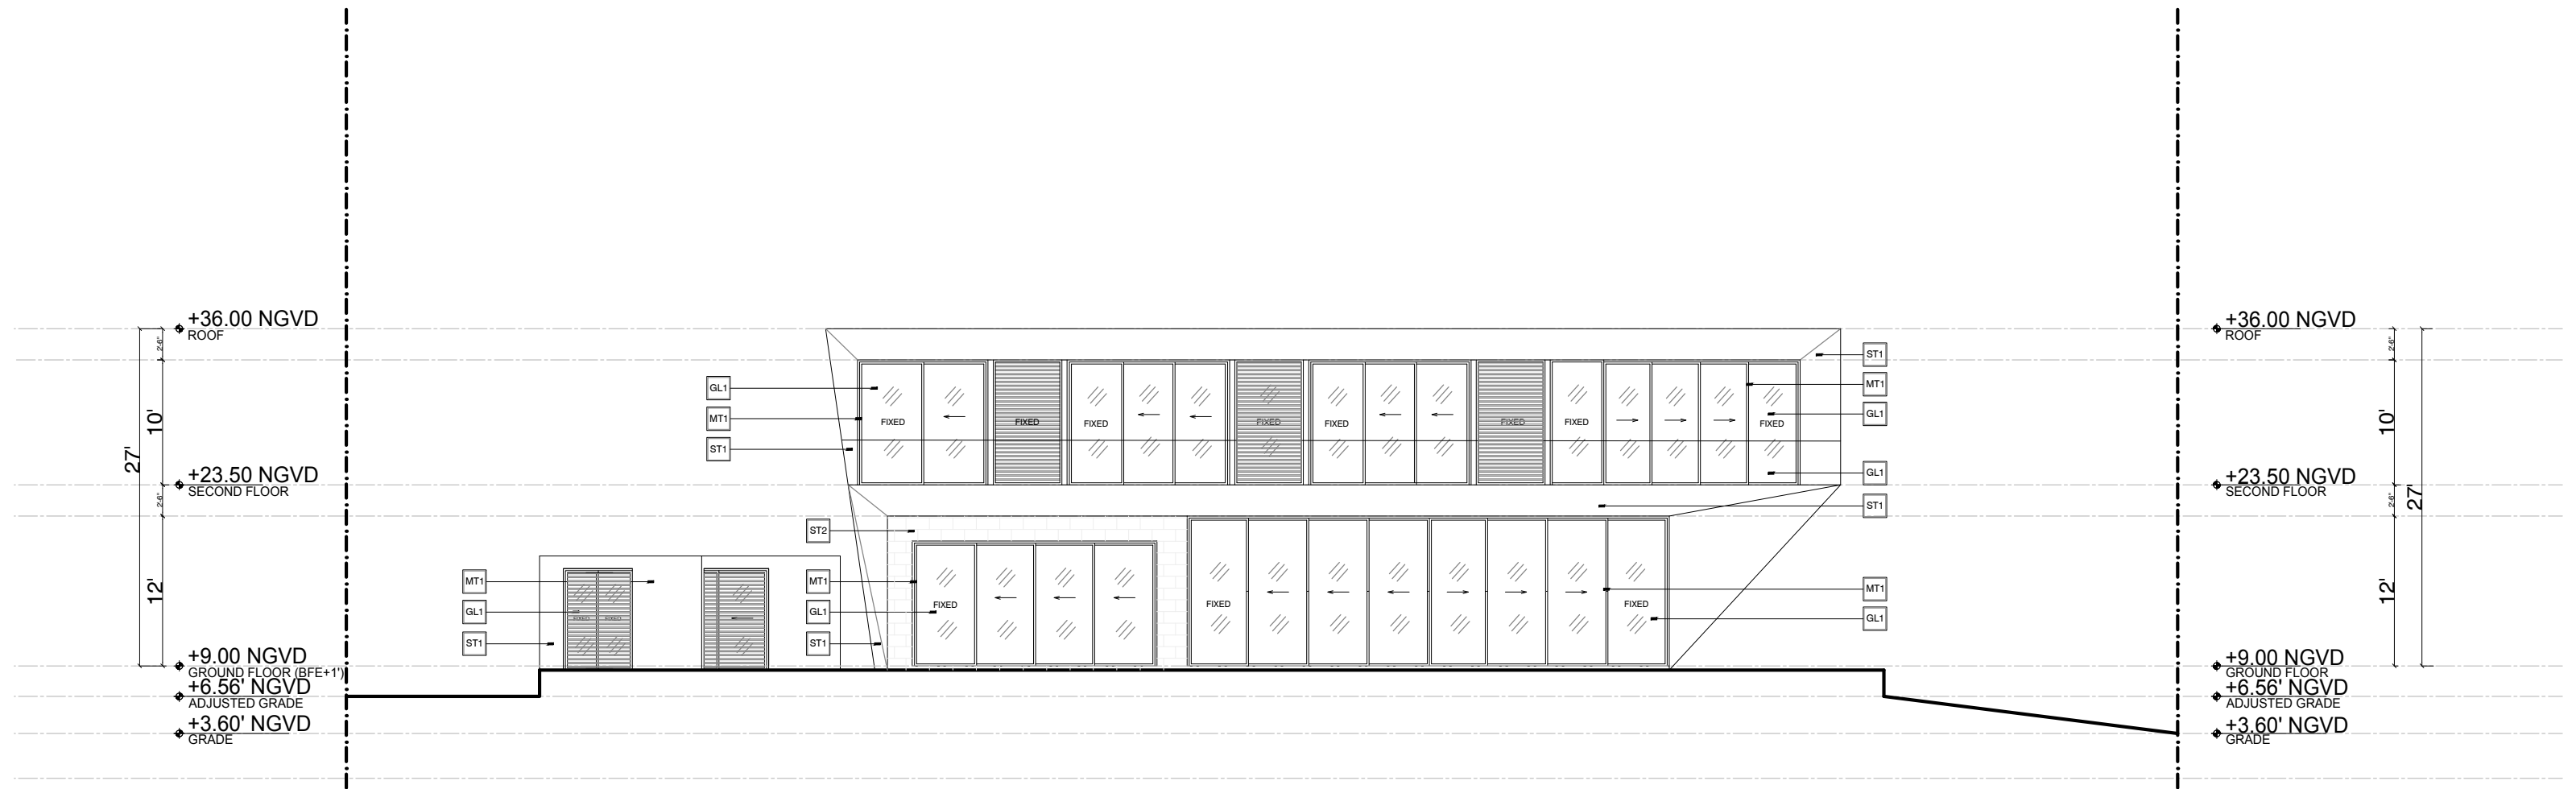 +36.00 NGVD
ROOF
+36.00 NGVD
ROOF
2'-6"
2'-6"
ST1
GL1
MT1
MT1
GL1
10'
10'
FIXED
FIXED
FIXED
FIXED
FIXED
FIXED
FIXED
FIXED
ST1
27'
GL1
+23.50 NGVD
SECOND FLOOR
+23.50 NGVD
SECOND FLOOR
27'
2'-6"
2'-6"
ST1
ST2
MT1
MT1
MT1
12'
12'
GL1
GL1
GL1
FIXED
FIXED
FIXED
FIXED
FIXED
ST1
ST1
+9.00 NGVD
GROUND FLOOR (BFE+1')
+9.00 NGVD
GROUND FLOOR
+6.56' NGVD
ADJUSTED GRADE
+6.56' NGVD
ADJUSTED GRADE
+3.60' NGVD
GRADE
+3.60' NGVD
GRADE